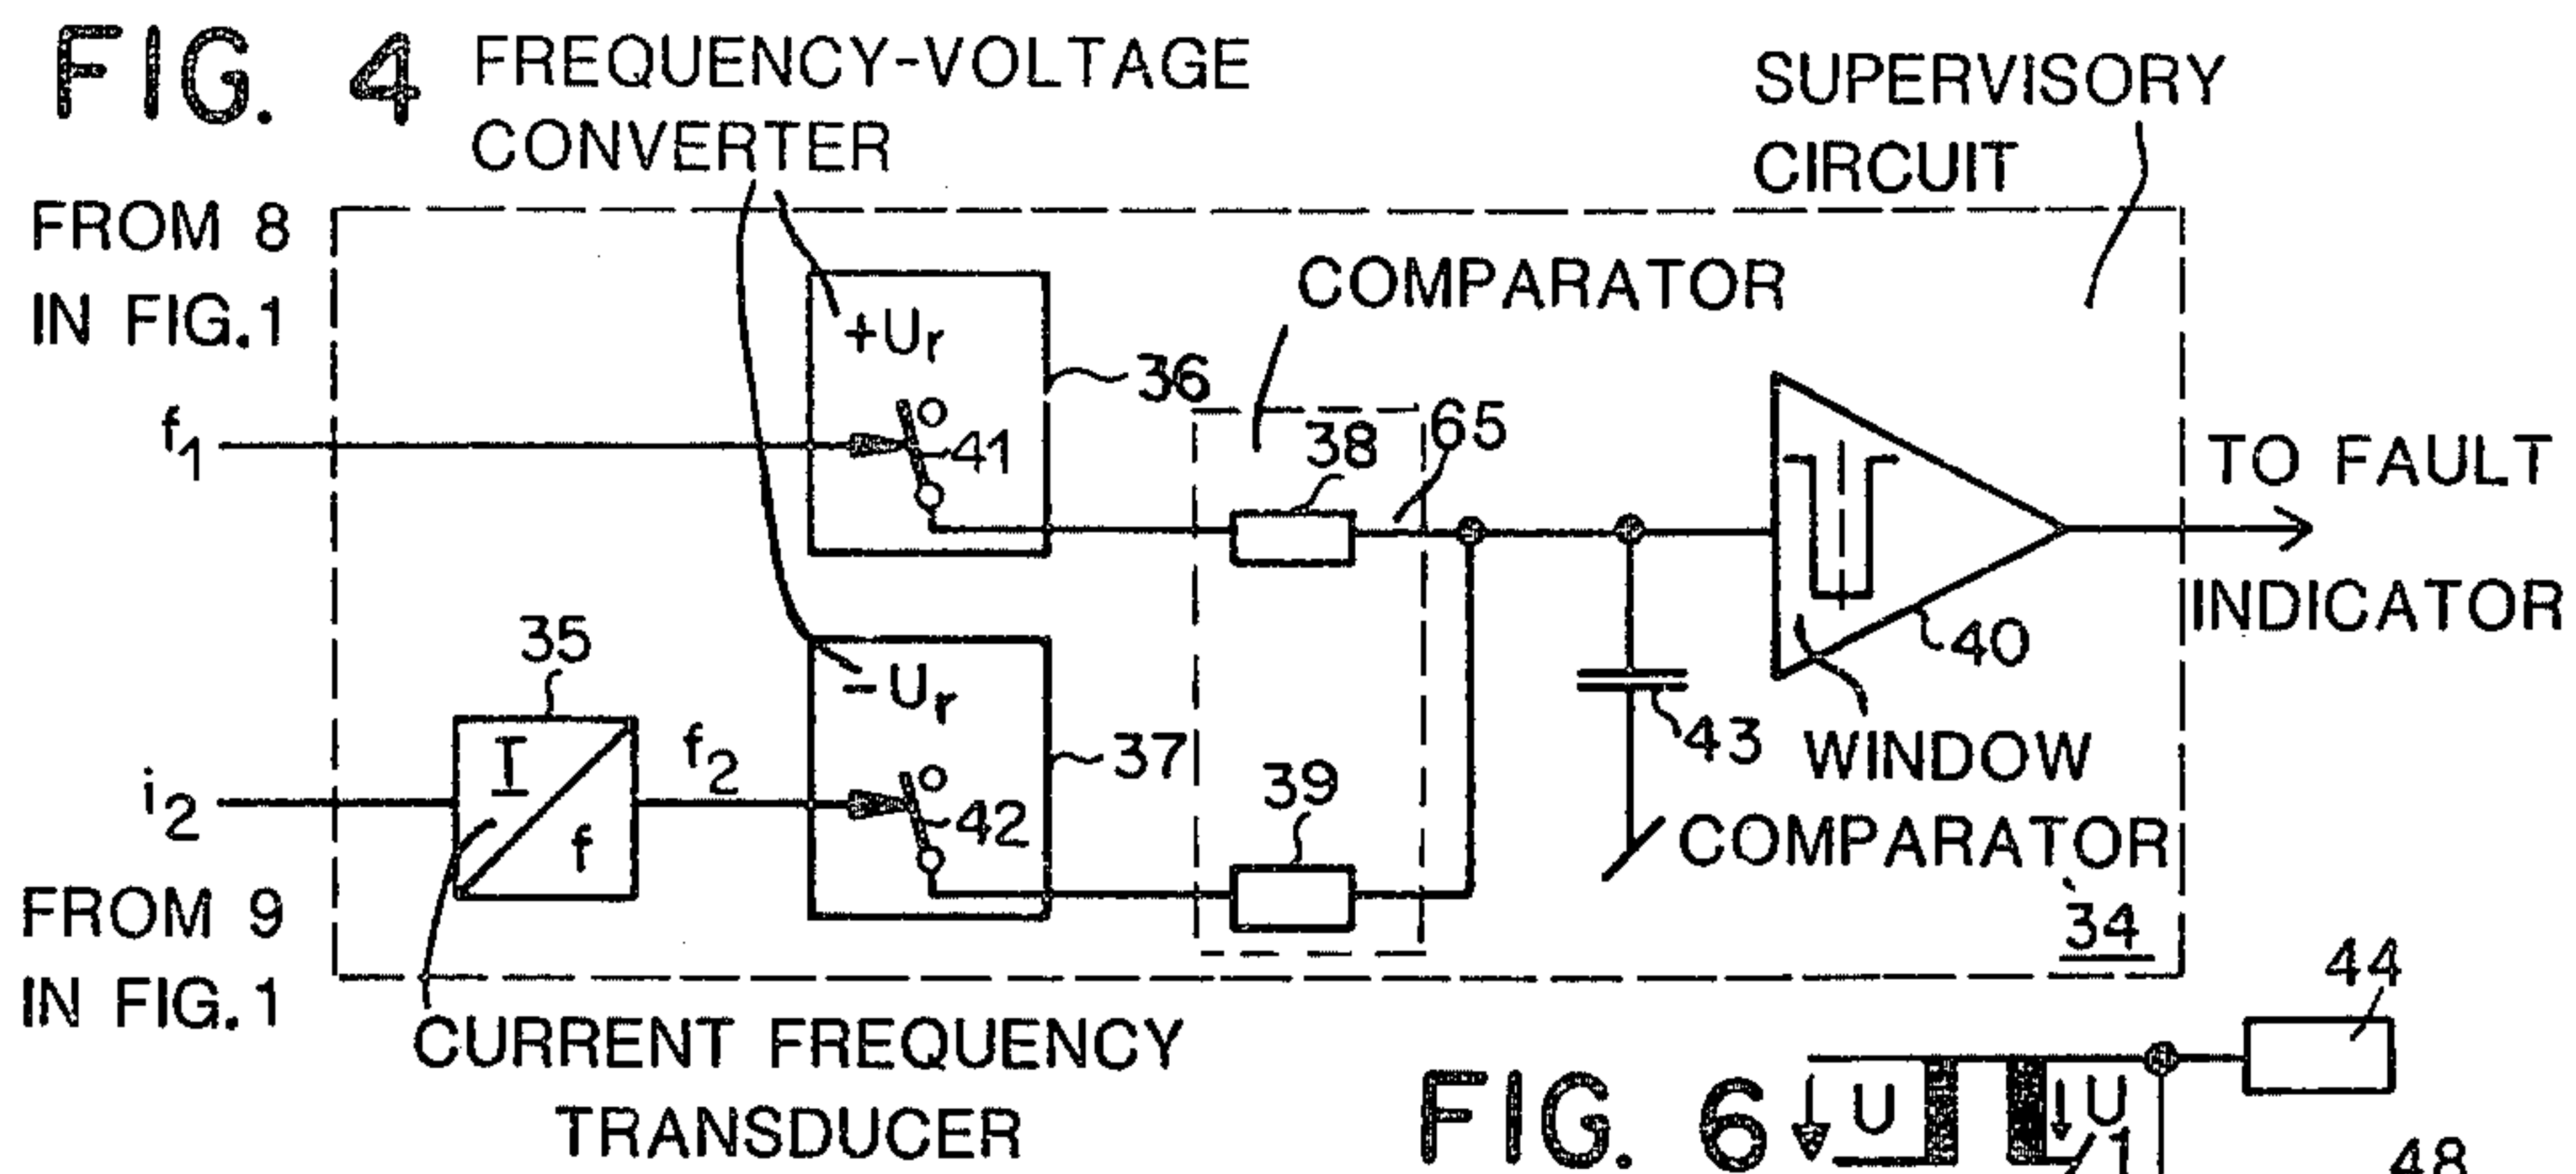 FIG. 4
FREQUENCY-VOLTAGE
CONVERTER
SUPERVISORY
CIRCUIT
FROM 8
IN FIG.1
COMPARATOR
+Ur
36
f1
41
38
65
TO FAULT
INDICATOR
35
I
f
-Ur
40
f2
37
43
WINDOW
COMPARATOR
i2
42
39
FROM 9
IN FIG.1
34
CURRENT FREQUENCY
TRANSDUCER
44
FIG. 6
U
U
1
48